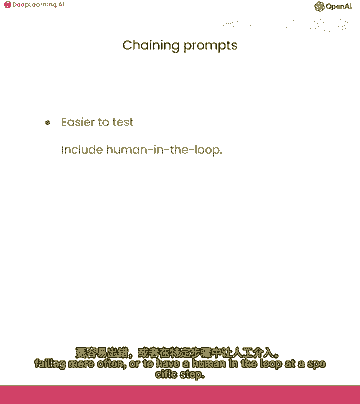 DeepLearning.AI
OpenAI
Chaining prompts
Easier to test
Include human-in-the-loop.
更容易出错，或者在特定步骤中让人工介入。
failing more often, or to have a human in the loop at a spe
cific step.